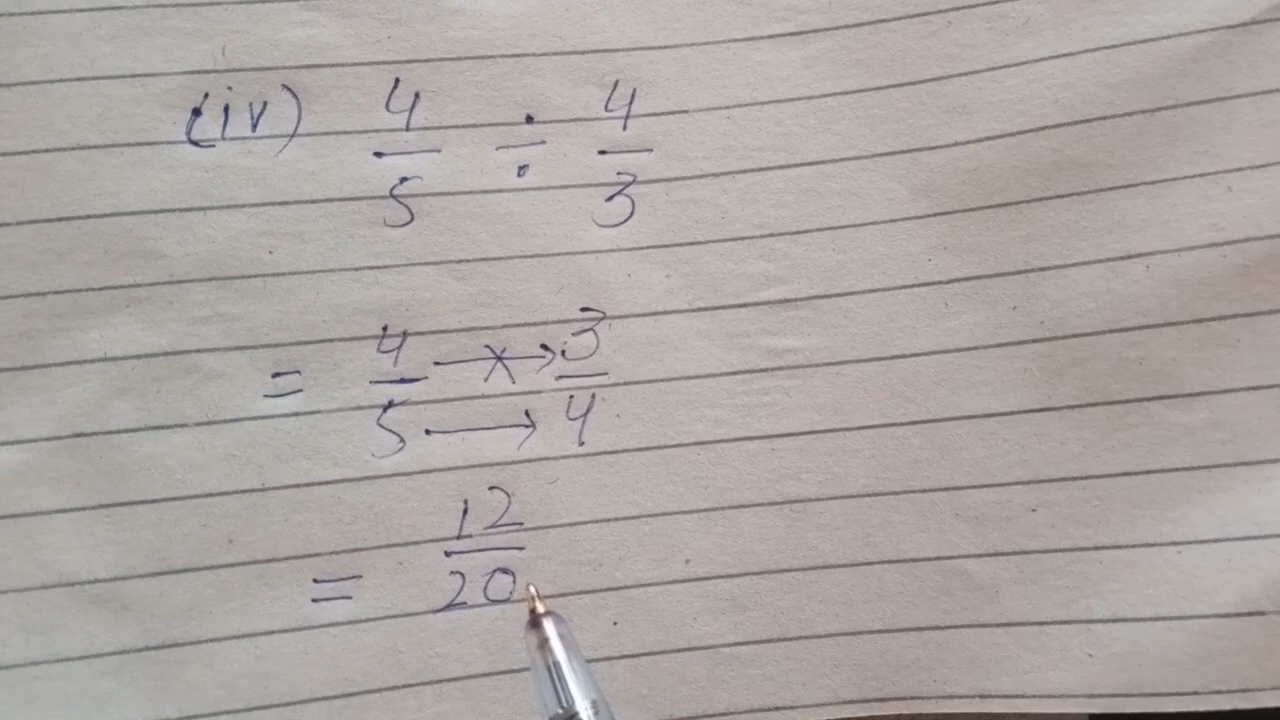 (iv) 4/5 ÷ 4/3
= 4/5 × 3/4
= 12/20